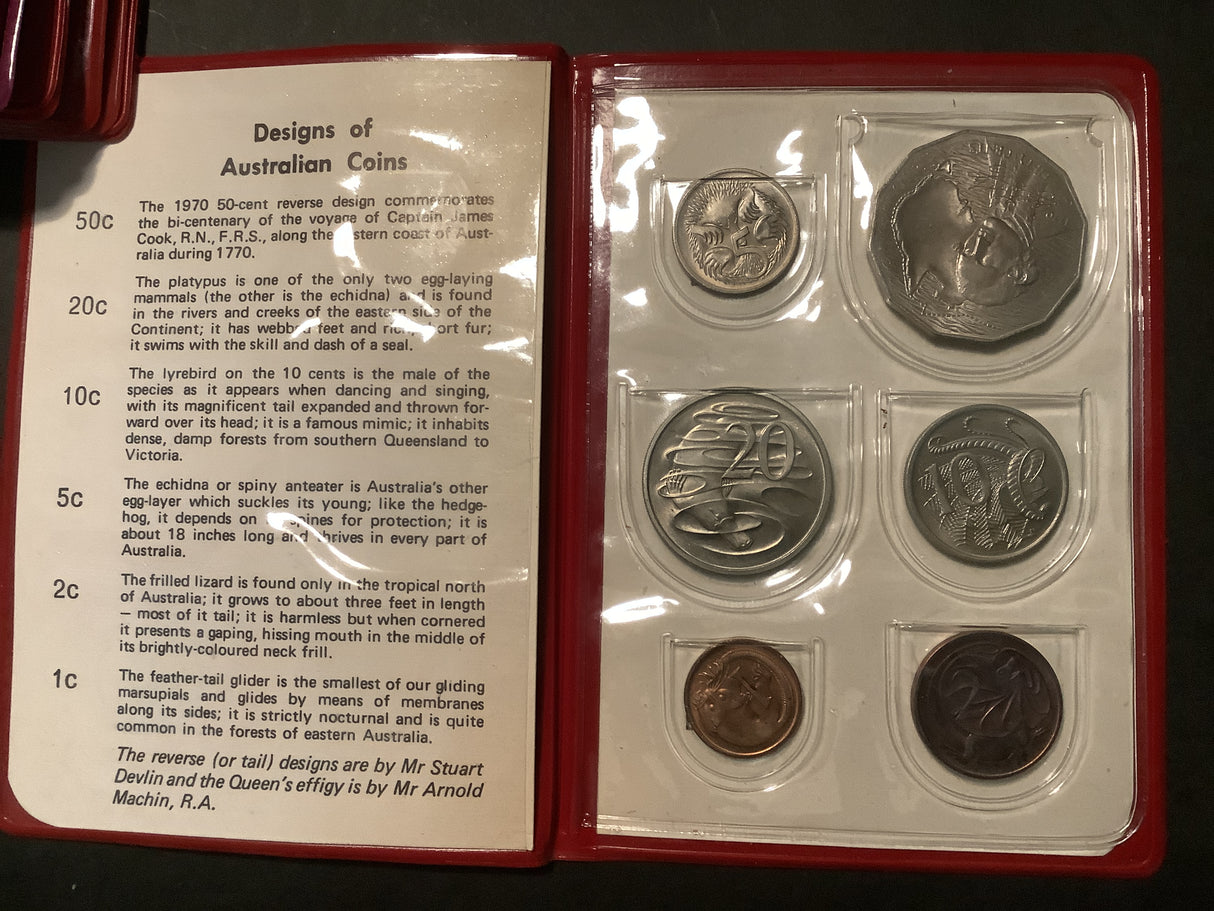 Designs of
Australian Coins
50c
The 1970 50-cent reverse design commemorates
the bi-centenary of the voyage of Captain James
Cook, R.N., F.R.S., along the stern coast of Aust-
ralia during 1770.
20c
The platypus is one of the only two egg-laying
mammals (the other is the echidna) and is found
in the rivers and creeks of the eastern side of the
Continent; it has webbed feet and ort fur;
it swims with the skill and dash of a seal.
10c
The lyrebird on the 10 cents is the male of the
species as it appears when dancing and singing,
with its magnificent tail expanded and thrown for-
ward over its head; it is a famous mimic; it inhabits
dense, damp forests from southern Queensland to
Victoria.
5c
The echidna or spiny anteater is Australia's other
egg-layer which suckles its young; like the hedge-
hog, it depends on spines for protection; it is
about 18 inches long and thrives in every part of
Australia.
2c
The frilled lizard is found only in the tropical north
of Australia; it grows to about three feet in length
— most of it tail; it is harmless but when cornered
it presents a gaping, hissing mouth in the middle of
its brightly-coloured neck frill.
1c
The feather-tail glider is the smallest of our gliding
marsupials and glides by means of membranes
along its sides; it is strictly nocturnal and is quite
common in the forests of eastern Australia.
The reverse (or tail) designs are by Mr Stuart
Devlin and the Queen's effigy is by Mr Arnold
Machin, R.A.
5
20
10
1
2